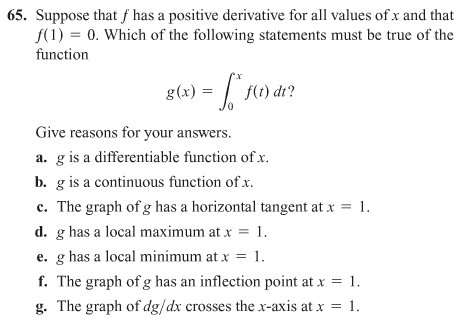 65. Suppose that f has a positive derivative for all values of x and that
f(1) = 0. Which of the following statements must be true of the
function
g(x) = ∫₀ˣ f(t) dt?
Give reasons for your answers.
a. g is a differentiable function of x.
b. g is a continuous function of x.
c. The graph of g has a horizontal tangent at x = 1.
d. g has a local maximum at x = 1.
e. g has a local minimum at x = 1.
f. The graph of g has an inflection point at x = 1.
g. The graph of dg/dx crosses the x-axis at x = 1.